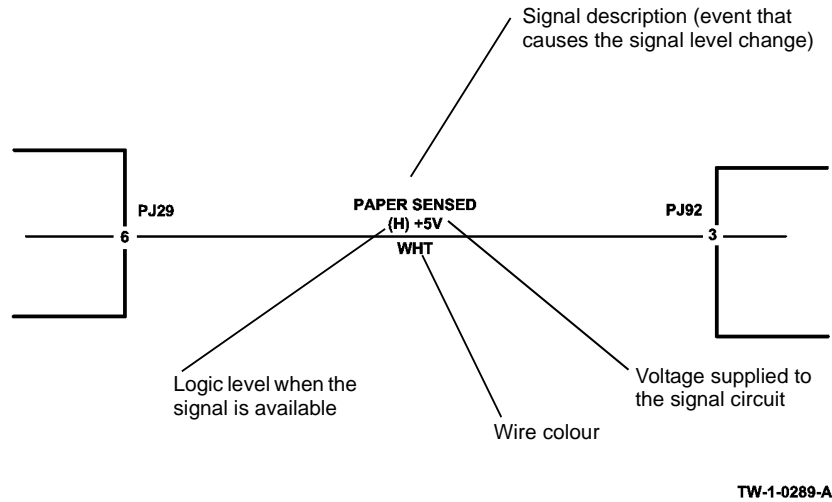 Signal description (event that
causes the signal level change)
PJ29
PAPER SENSED
PJ92
(H) +5V
6
3
WHT
Logic level when the
signal is available
Voltage supplied to
the signal circuit
Wire colour
TW-1-0289-A